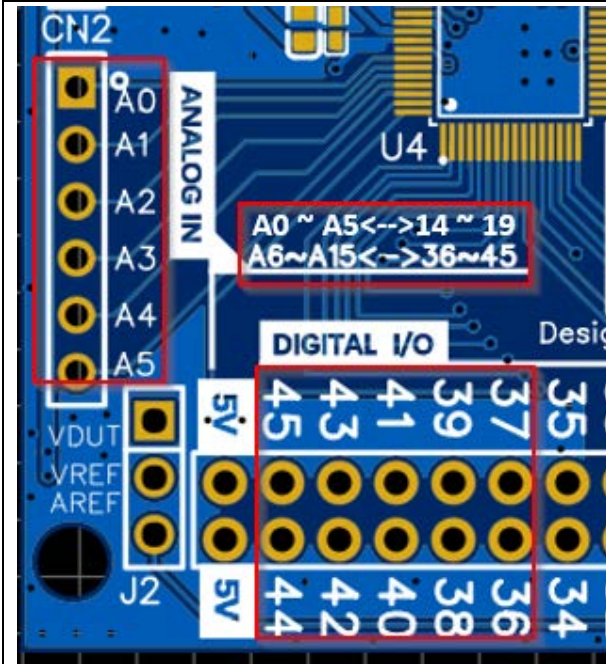 CN2
A0
A1
A2
A3
A4
A5
ANALOG IN
U4
A0 ~ A5<-->14 ~ 19
A6~A15<->36~45
DIGITAL I/O
5V 45 43 41 39 37 35
VDUT
VREF
AREF
J2
5V 44 42 40 38 36 34